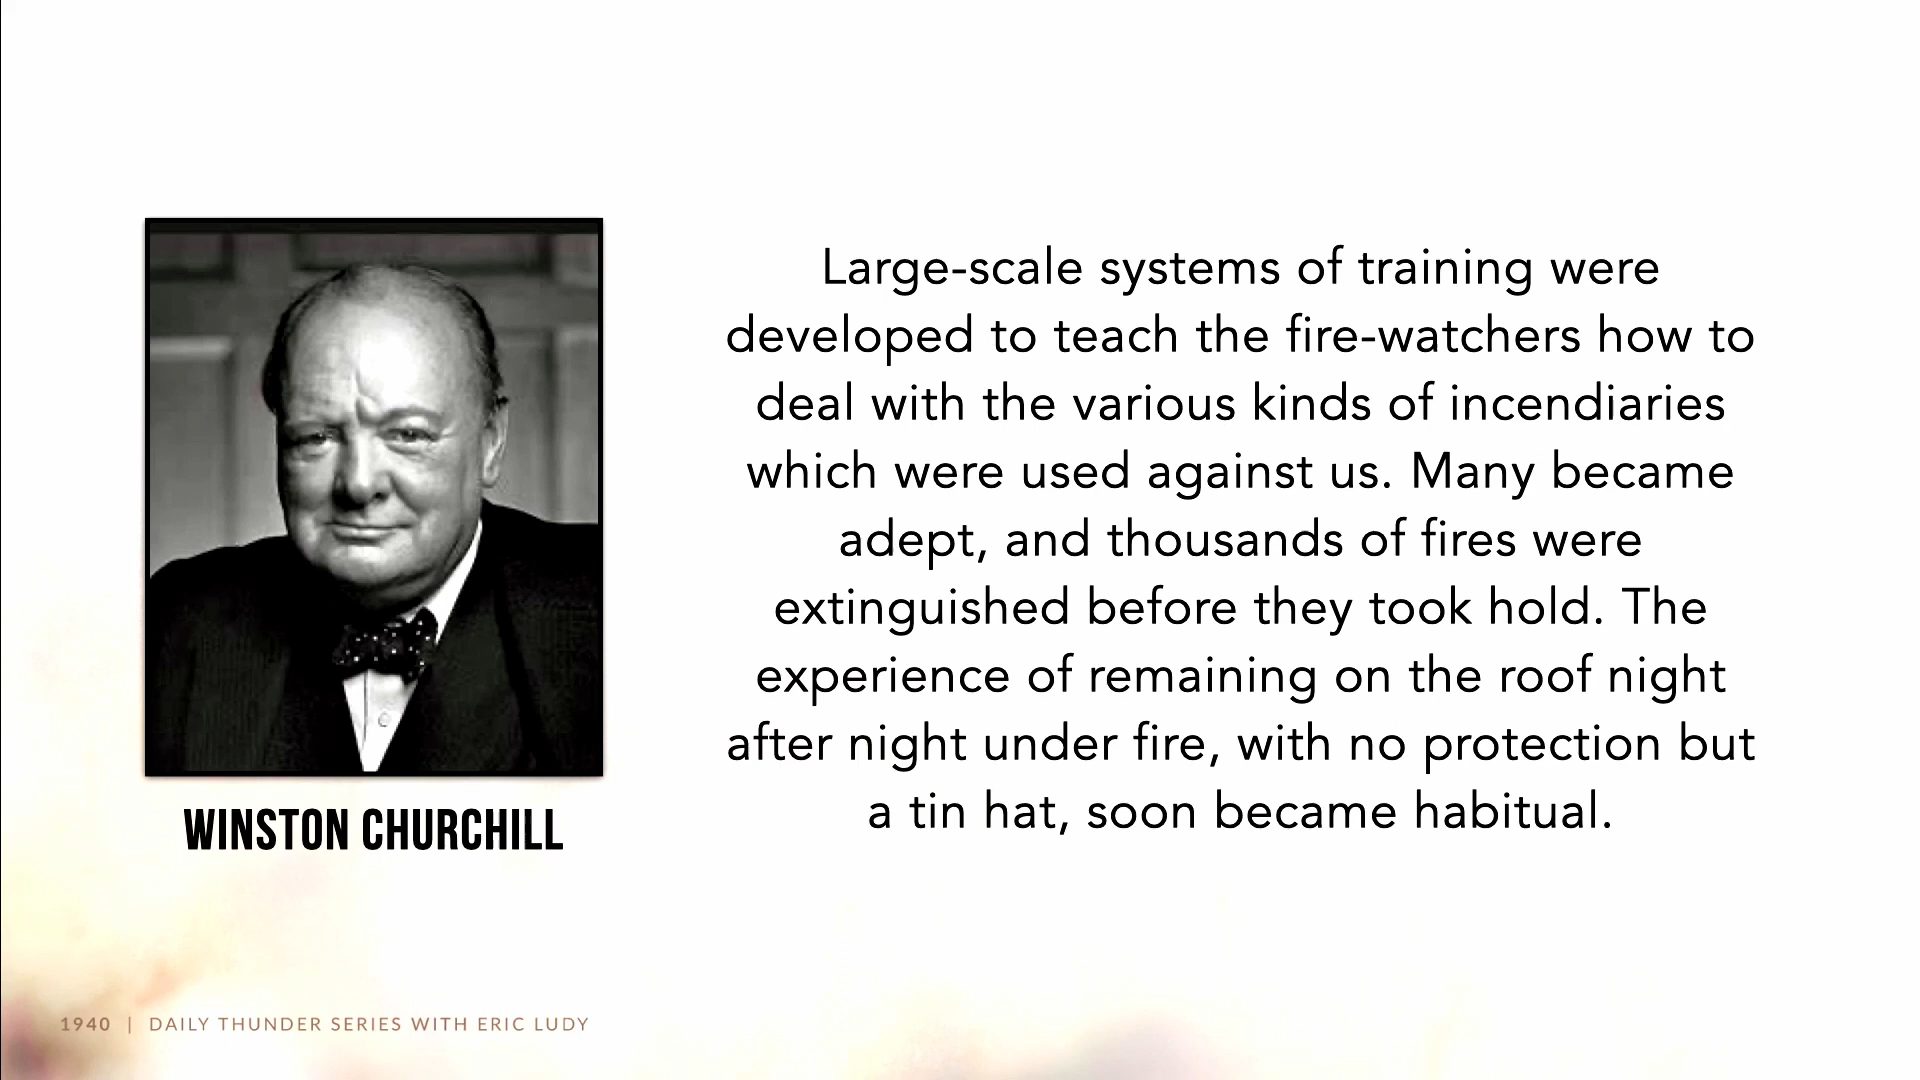 Large-scale systems of training were
developed to teach the fire-watchers how to
deal with the various kinds of incendiaries
which were used against us. Many became
adept, and thousands of fires were
extinguished before they took hold. The
experience of remaining on the roof night
after night under fire, with no protection but
a tin hat, soon became habitual.
WINSTON CHURCHILL
1940 | DAILY THUNDER SERIES WITH ERIC LUDY